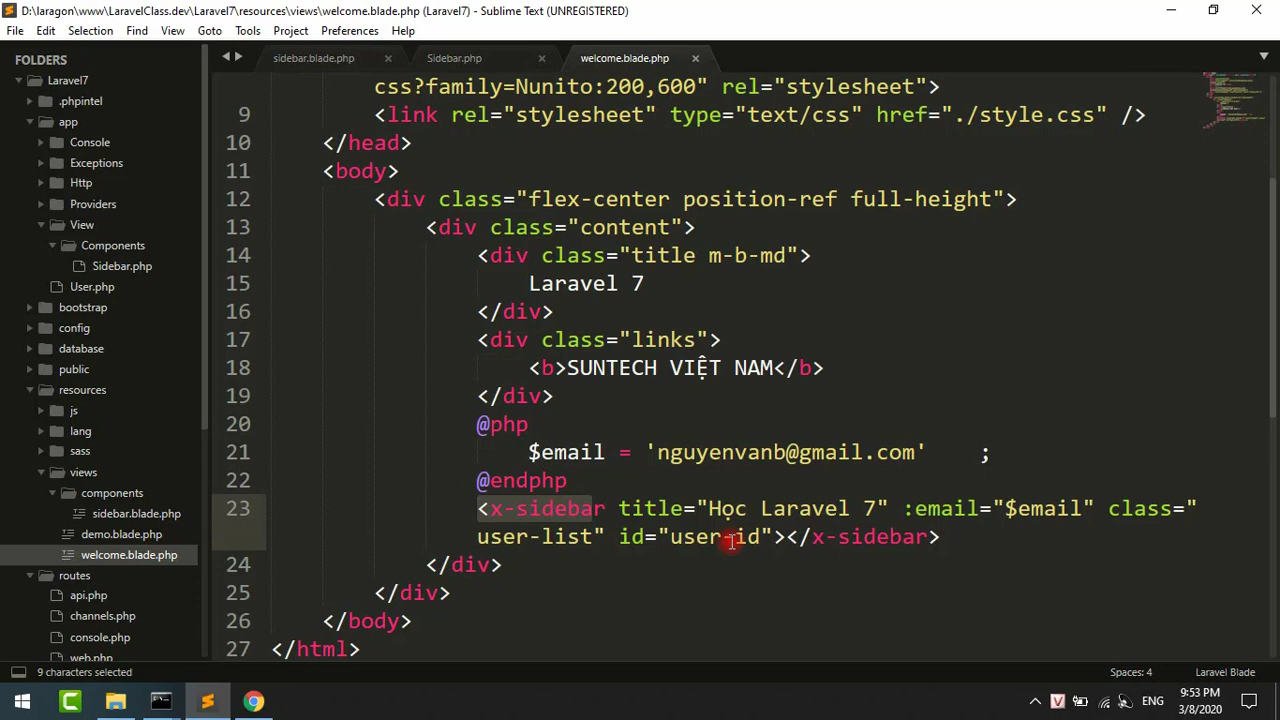 D:\laragon\www\LaravelClass.dev\Laravel7\resources\views\welcome.blade.php (Laravel7) - Sublime Text (UNREGISTERED)
File Edit Selection Find View Goto Tools Project Preferences Help
FOLDERS
Laravel7
.phpintel
app
Console
Exceptions
Http
Providers
View
Components
Sidebar.php
User.php
bootstrap
config
database
public
resources
js
lang
sass
views
components
sidebar.blade.php
demo.blade.php
welcome.blade.php
routes
api.php
channels.php
console.php
web.php
sidebar.blade.php Sidebar.php welcome.blade.php
css?family=Nunito:200,600" rel="stylesheet">
9 <link rel="stylesheet" type="text/css" href="./style.css" />
10 </head>
11 <body>
12 <div class="flex-center position-ref full-height">
13 <div class="content">
14 <div class="title m-b-md">
15 Laravel 7
16 </div>
17 <div class="links">
18 <b>SUNTECH VIỆT NAM</b>
19 </div>
20 @php
21 $email = 'nguyenvanb@gmail.com' ;
22 @endphp
23 <x-sidebar title="Học Laravel 7" :email="$email" class="
user-list" id="user-id"></x-sidebar>
24 </div>
25 </div>
26 </body>
27 </html>
9 characters selected Spaces: 4 Laravel Blade
ENG
9:53 PM
3/8/2020